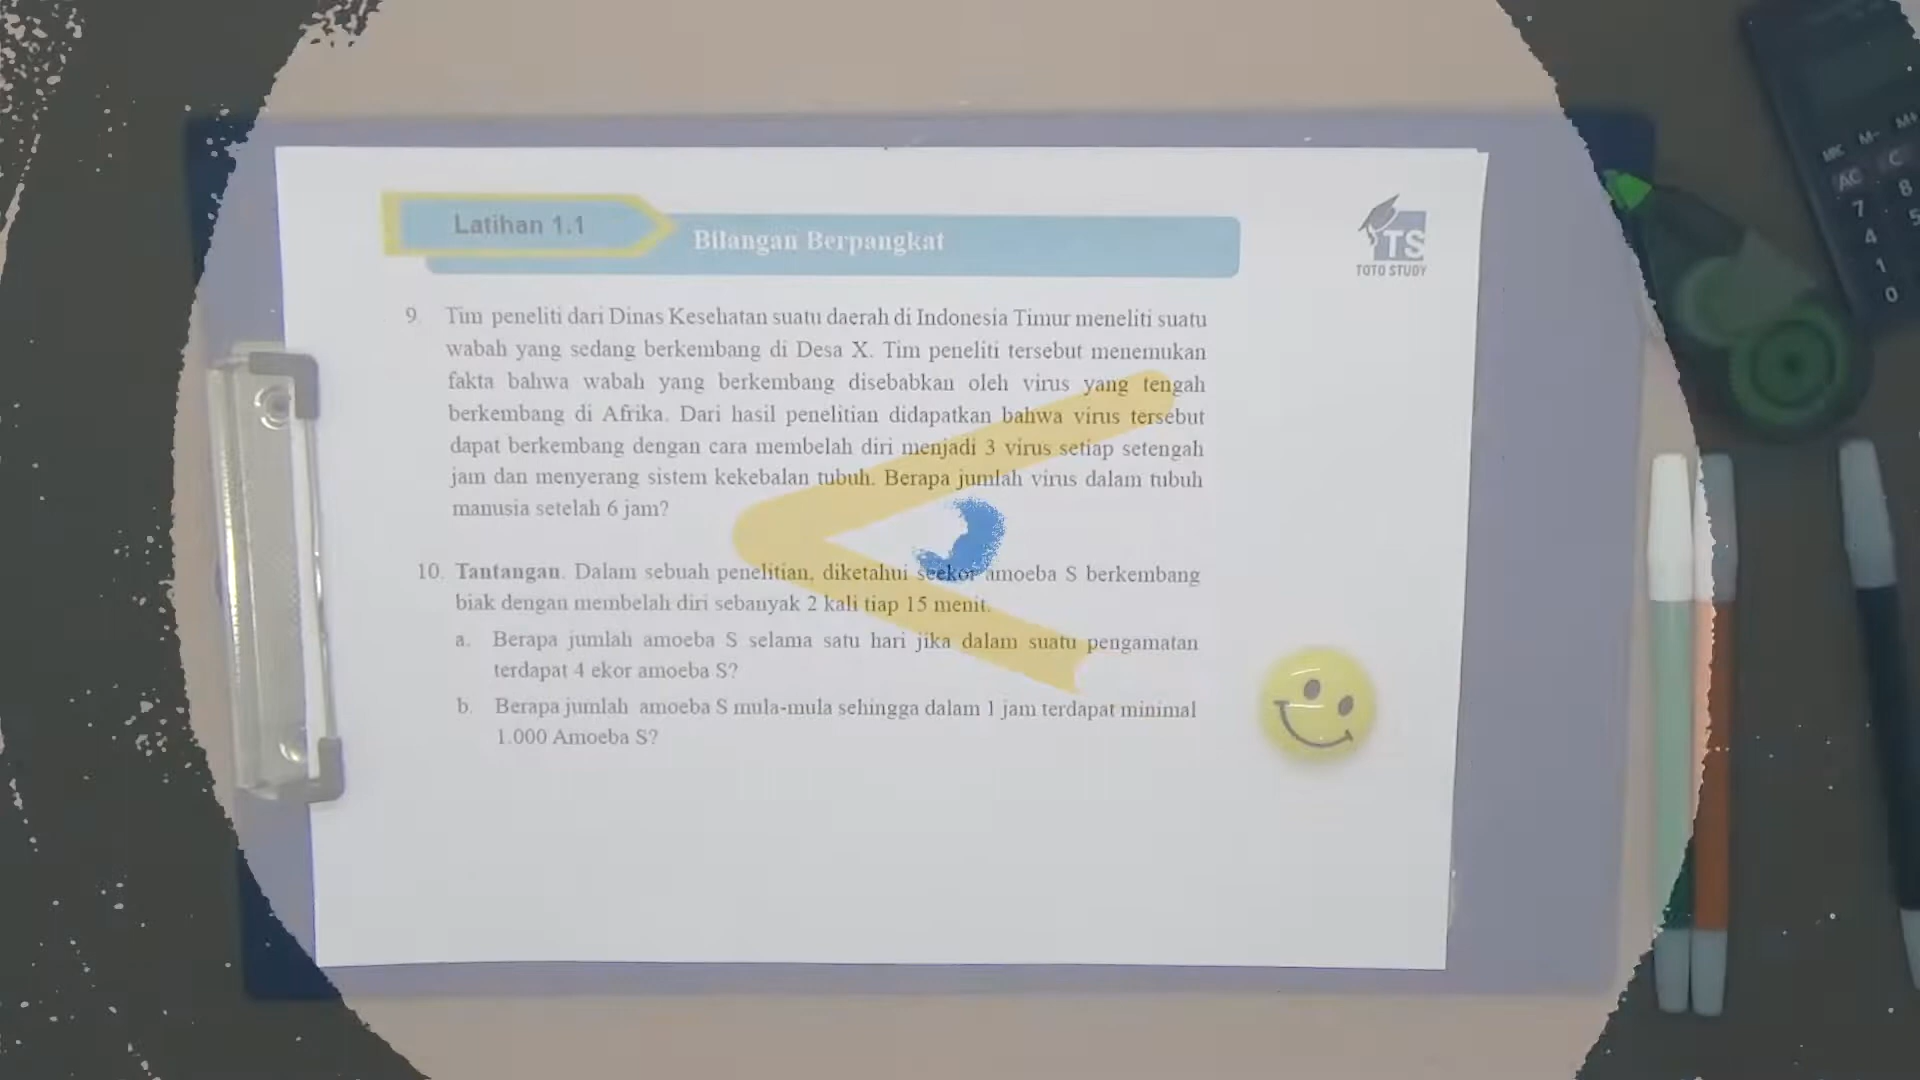 Latihan 1.1
Bilangan Berpangkat
TS
TOTO STUDY
9. Tim peneliti dari Dinas Kesehatan suatu daerah di Indonesia Timur meneliti suatu
wabah yang sedang berkembang di Desa X. Tim peneliti tersebut menemukan
fakta bahwa wabah yang berkembang disebabkan oleh virus yang tengah
berkembang di Afrika. Dari hasil penelitian didapatkan bahwa virus tersebut
dapat berkembang dengan cara membelah diri menjadi 3 virus setiap setengah
jam dan menyerang sistem kekebalan tubuh. Berapa jumlah virus dalam tubuh
manusia setelah 6 jam?
10. Tantangan. Dalam sebuah penelitian, diketahui seekor amoeba S berkembang
biak dengan membelah diri sebanyak 2 kali tiap 15 menit.
a. Berapa jumlah amoeba S selama satu hari jika dalam suatu pengamatan
terdapat 4 ekor amoeba S?
b. Berapa jumlah amoeba S mula-mula sehingga dalam 1 jam terdapat minimal
1.000 Amoeba S?
MRC M- M+
AC C
7 8
4 5
1
0